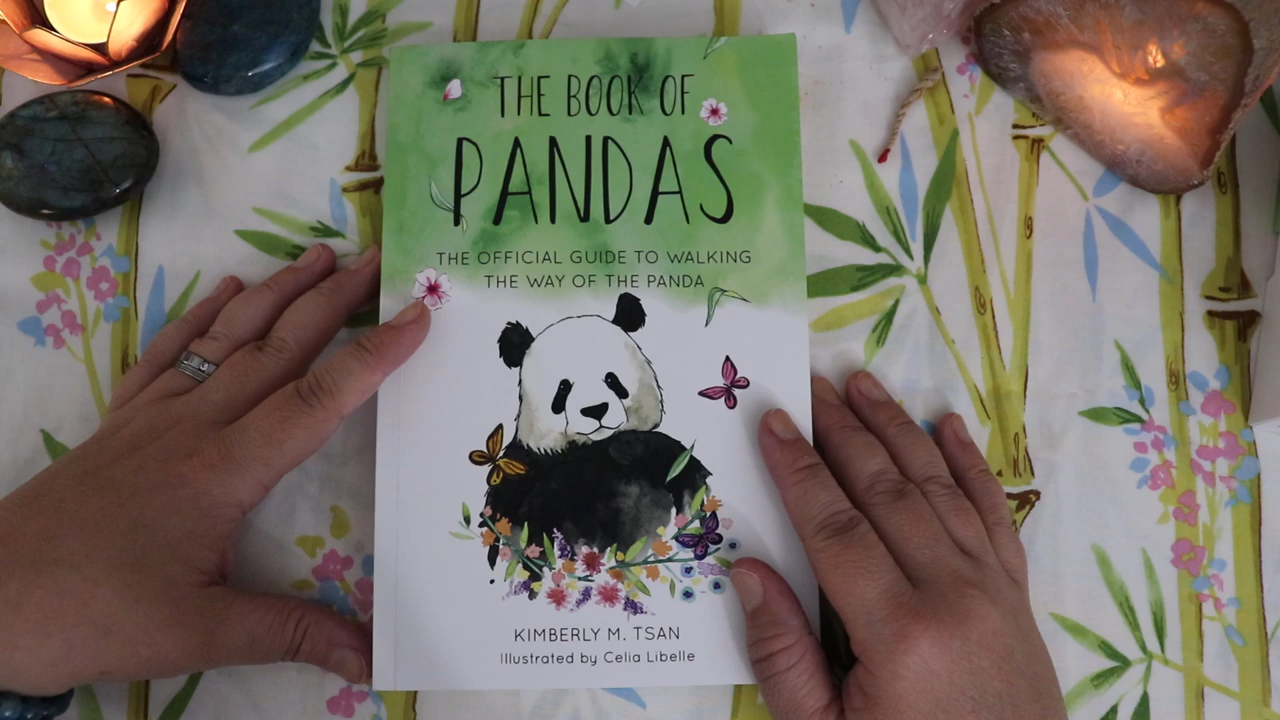 THE BOOK OF
PANDAS
THE OFFICIAL GUIDE TO WALKING
THE WAY OF THE PANDA
KIMBERLY M. TSAN
Illustrated by Celia Libelle